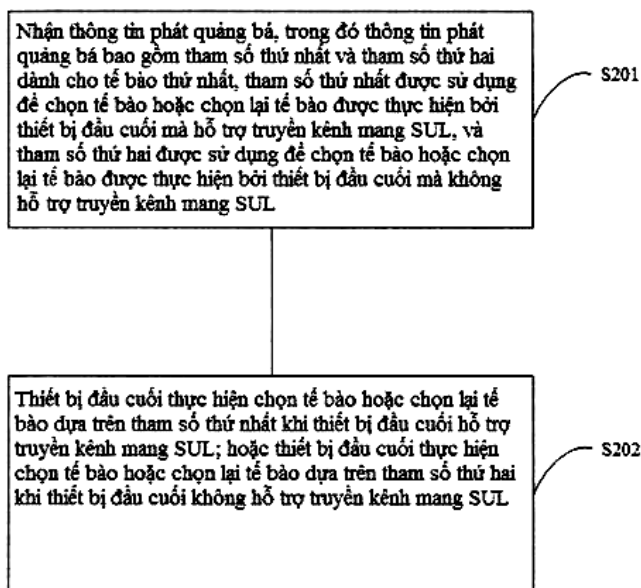 Nhận thông tin phát quảng bá, trong đó thông tin phát
quảng bá bao gồm tham số thứ nhất và tham số thứ hai
dành cho tế bào thứ nhất, tham số thứ nhất được sử dụng
để chọn tế bào hoặc chọn lại tế bào được thực hiện bởi
thiết bị đầu cuối mà hỗ trợ truyền kênh mang SUL, và
tham số thứ hai được sử dụng để chọn tế bào hoặc chọn
lại tế bào được thực hiện bởi thiết bị đầu cuối mà không
hỗ trợ truyền kênh mang SUL
S201
Thiết bị đầu cuối thực hiện chọn tế bào hoặc chọn lại tế
bào dựa trên tham số thứ nhất khi thiết bị đầu cuối hỗ trợ
truyền kênh mang SUL; hoặc thiết bị đầu cuối thực hiện
chọn tế bào hoặc chọn lại tế bào dựa trên tham số thứ hai
khi thiết bị đầu cuối không hỗ trợ truyền kênh mang SUL
S202